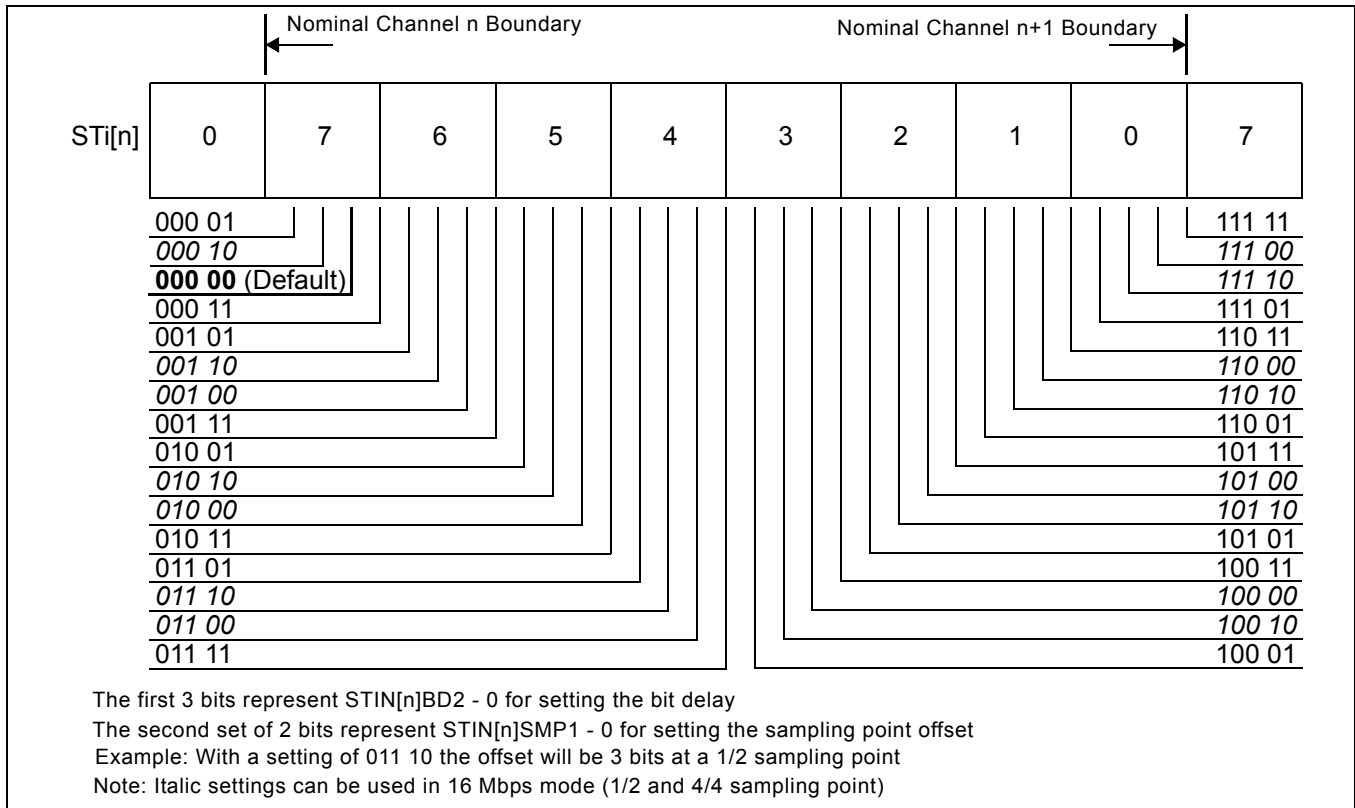 Nominal Channel n Boundary Nominal Channel n+1 Boundary
STi[n] 0 7 6 5 4 3 2 1 0 7
000 01 111 11
000 10 111 00
000 00 (Default) 111 10
000 11 111 01
001 01 110 11
001 10 110 00
001 00 110 10
001 11 110 01
010 01 101 11
010 10 101 00
010 00 101 10
010 11 101 01
011 01 100 11
011 10 100 00
011 00 100 10
011 11 100 01
The first 3 bits represent STIN[n]BD2 - 0 for setting the bit delay
The second set of 2 bits represent STIN[n]SMP1 - 0 for setting the sampling point offset
Example: With a setting of 011 10 the offset will be 3 bits at a 1/2 sampling point
Note: Italic settings can be used in 16 Mbps mode (1/2 and 4/4 sampling point)